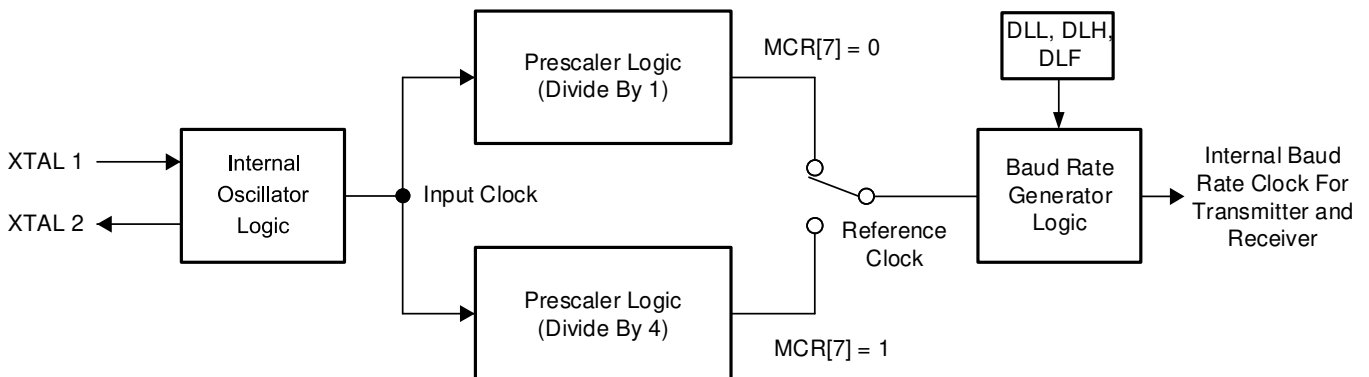 XTAL 1
XTAL 2
Internal
Oscillator
Logic
Input Clock
Prescaler Logic
(Divide By 1)
MCR[7] = 0
Prescaler Logic
(Divide By 4)
MCR[7] = 1
Reference
Clock
DLL, DLH,
DLF
Baud Rate
Generator
Logic
Internal Baud
Rate Clock For
Transmitter and
Receiver